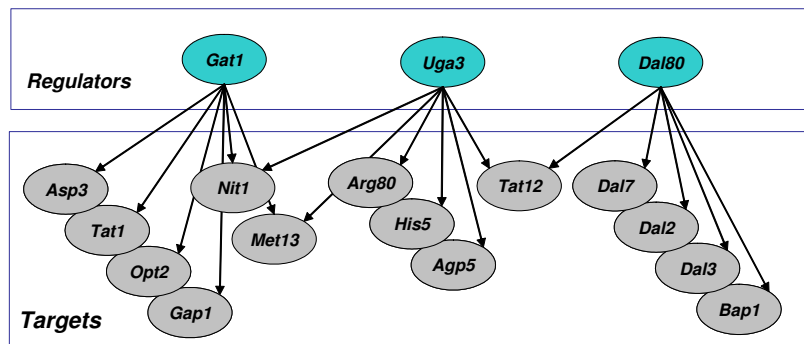 Gat1
Uga3
Dal80
Regulators
Asp3
Nit1
Arg80
Tat12
Dal7
Tat1
Met13
His5
Dal2
Opt2
Agp5
Dal3
Gap1
Bap1
Targets